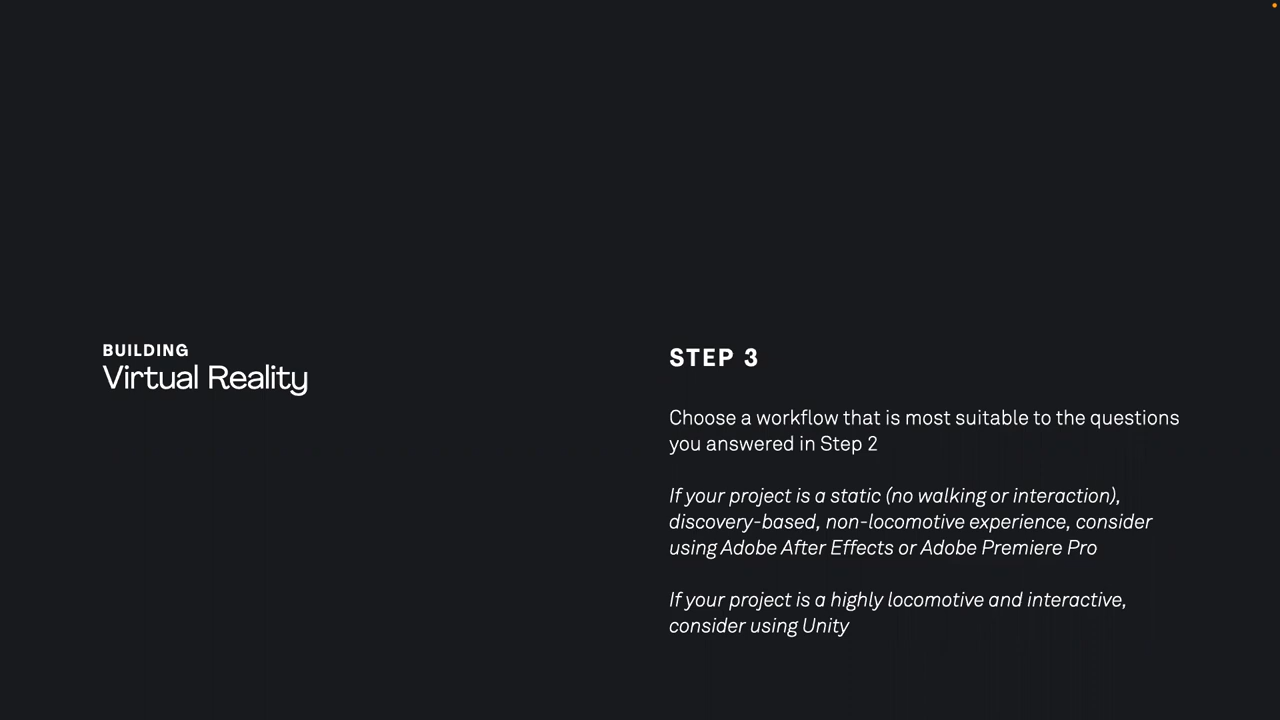 BUILDING
Virtual Reality
STEP 3
Choose a workflow that is most suitable to the questions
you answered in Step 2
If your project is a static (no walking or interaction),
discovery-based, non-locomotive experience, consider
using Adobe After Effects or Adobe Premiere Pro
If your project is a highly locomotive and interactive,
consider using Unity